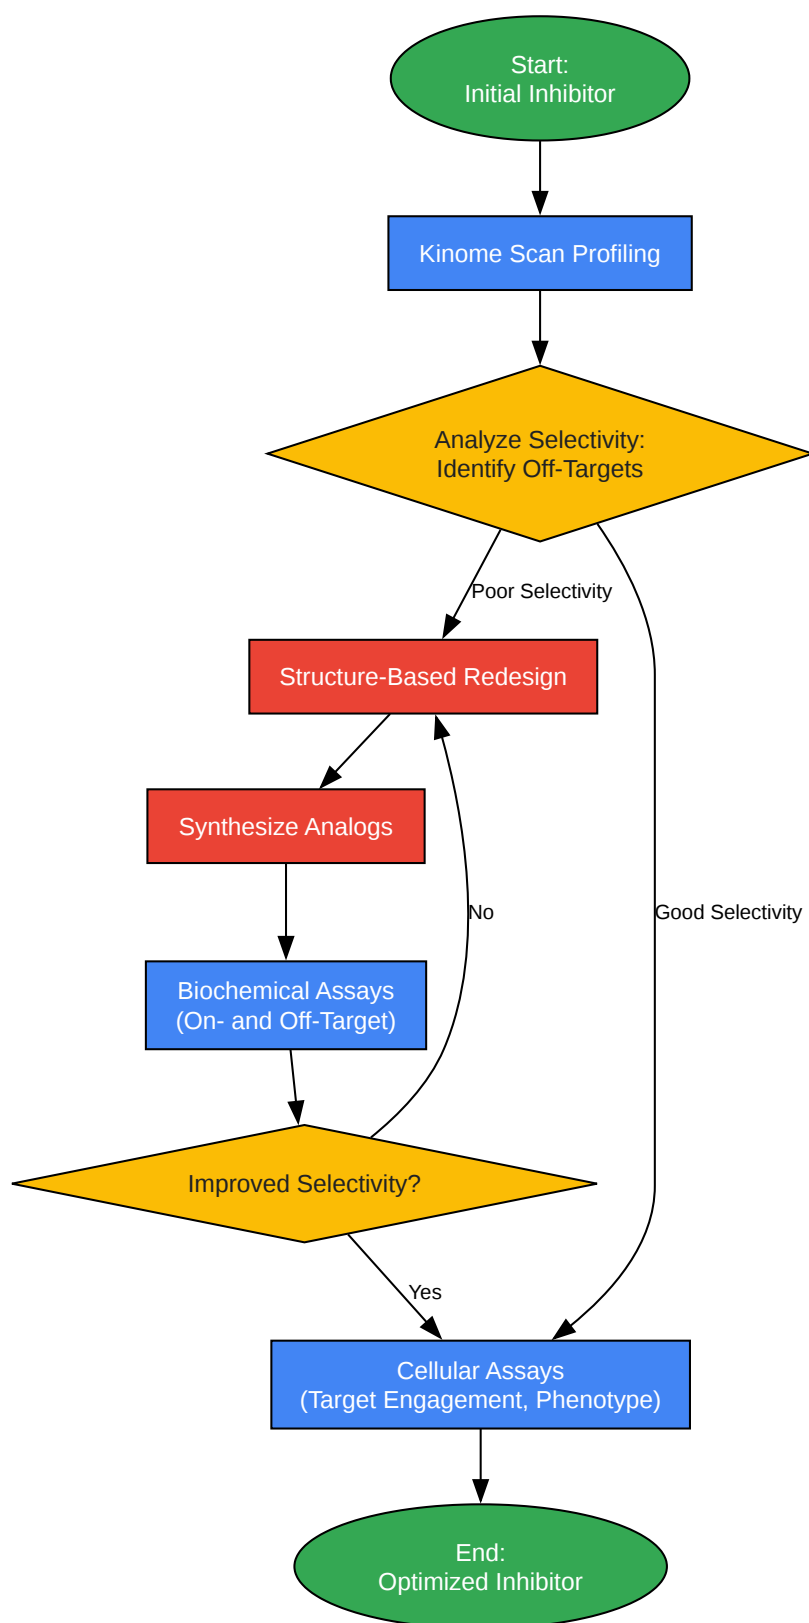 Start:
Initial Inhibitor
Kinome Scan Profiling
Analyze Selectivity:
Identify Off-Targets
Poor Selectivity
Structure-Based Redesign
Synthesize Analogs
No
Good Selectivity
Biochemical Assays
(On- and Off-Target)
Improved Selectivity?
Yes
Cellular Assays
(Target Engagement, Phenotype)
End:
Optimized Inhibitor